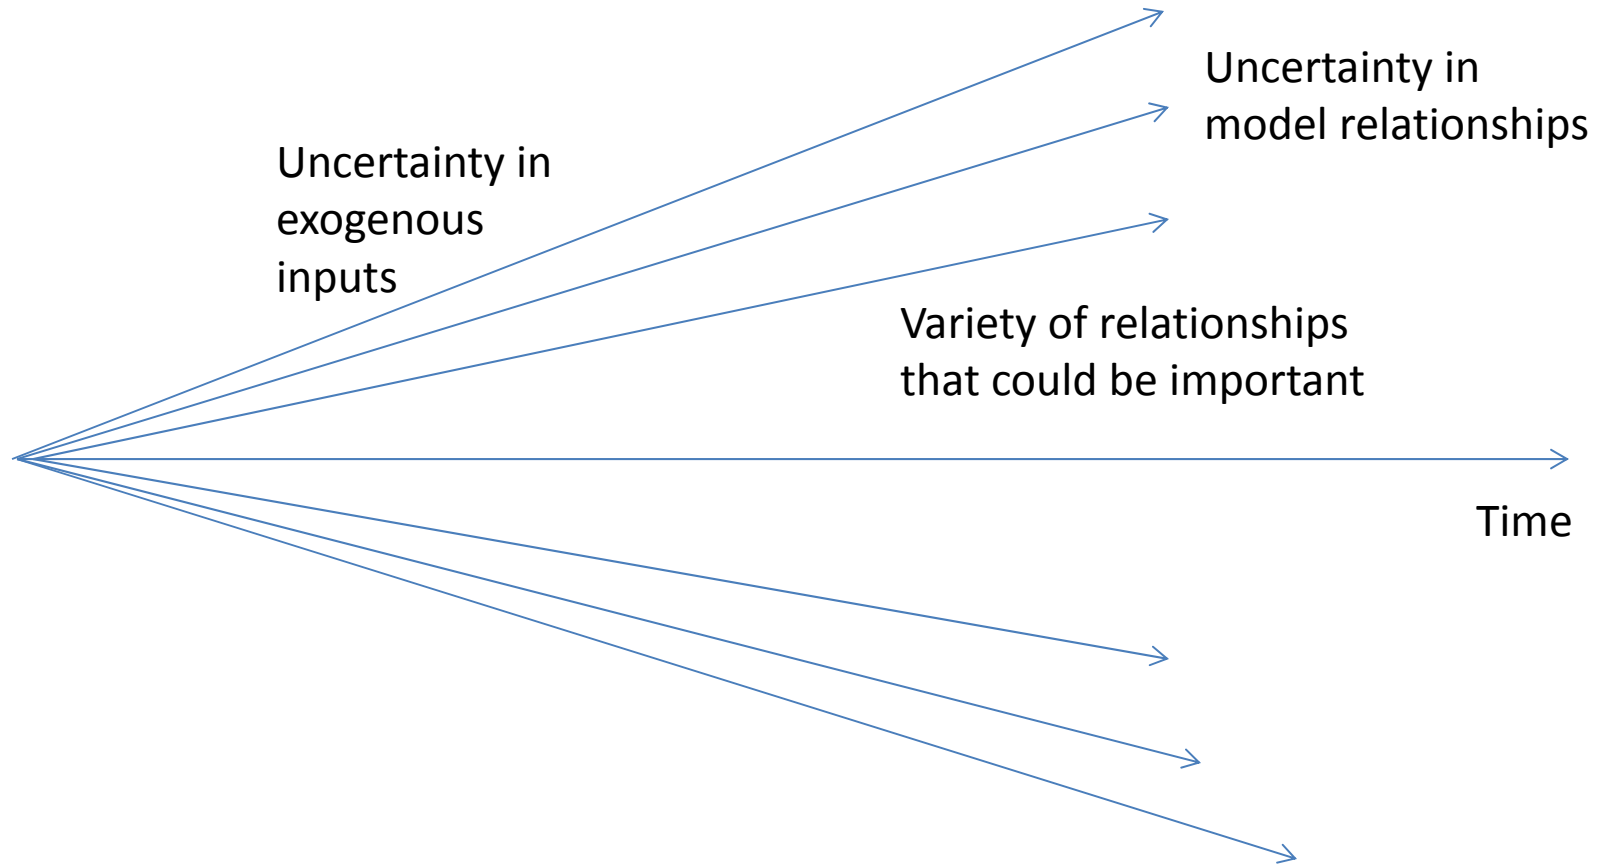 Uncertainty in
model relationships
Uncertainty in
exogenous
inputs
Variety of relationships
that could be important
Time